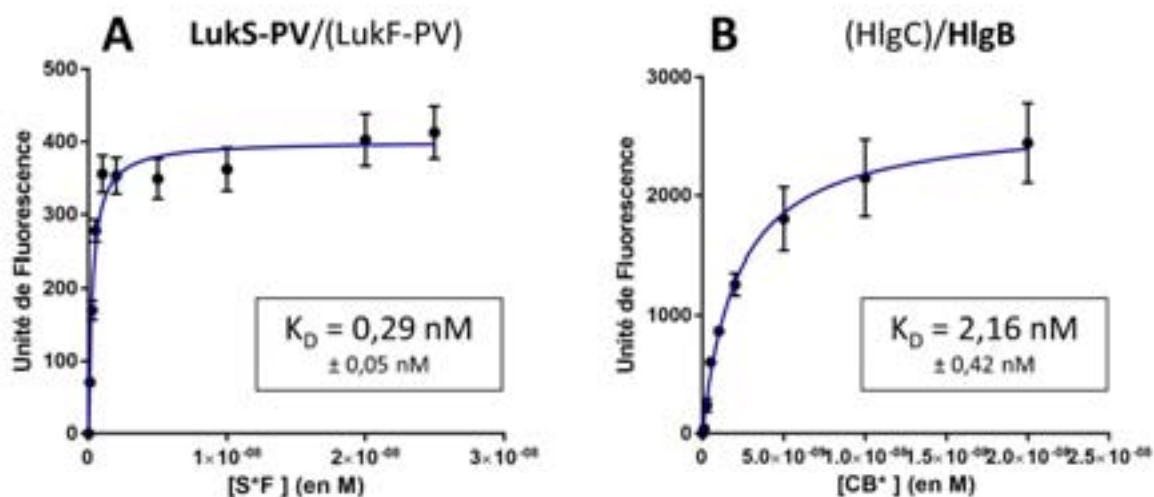 A LukS-PV/(LukF-PV)
Unité de Fluorescence
500
400
300
200
100
0
K_D = 0,29 nM
± 0,05 nM
0 1×10⁻⁰⁸ 2×10⁻⁰⁸ 3×10⁻⁰⁸
[S*F ] (en M)
B (HlgC)/HlgB
Unité de Fluorescence
3000
2000
1000
0
K_D = 2,16 nM
± 0,42 nM
0 5.0×10⁻⁰⁹ 1.0×10⁻⁰⁸ 1.5×10⁻⁰⁸ 2.0×10⁻⁰⁸ 2.5×10⁻⁰⁸
[CB* ] (en M)